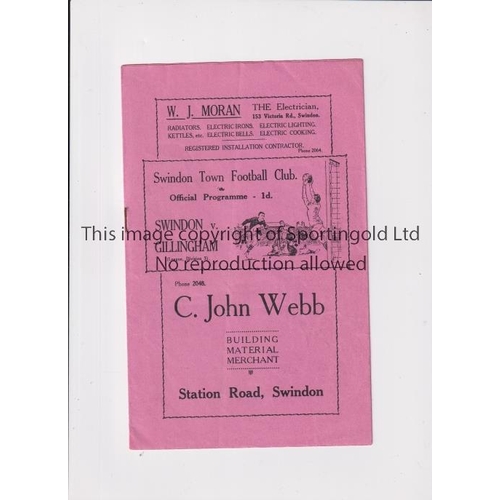 W. J. MORAN THE Electrician,
153 Victoria Rd., Swindon.
RADIATORS. ELECTRIC IRONS. ELECTRIC LIGHTING.
KETTLES, etc. ELECTRIC BELLS. ELECTRIC COOKING.
REGISTERED INSTALLATION CONTRACTOR.
Phone 2064.
Swindon Town Football Club.
Official Programme - 1d.
SWINDON v.
GILLINGHAM
This image copyright of Sportingold Ltd
No reproduction allowed
Phone 2048.
C. John Webb
BUILDING
MATERIAL
MERCHANT
Station Road, Swindon